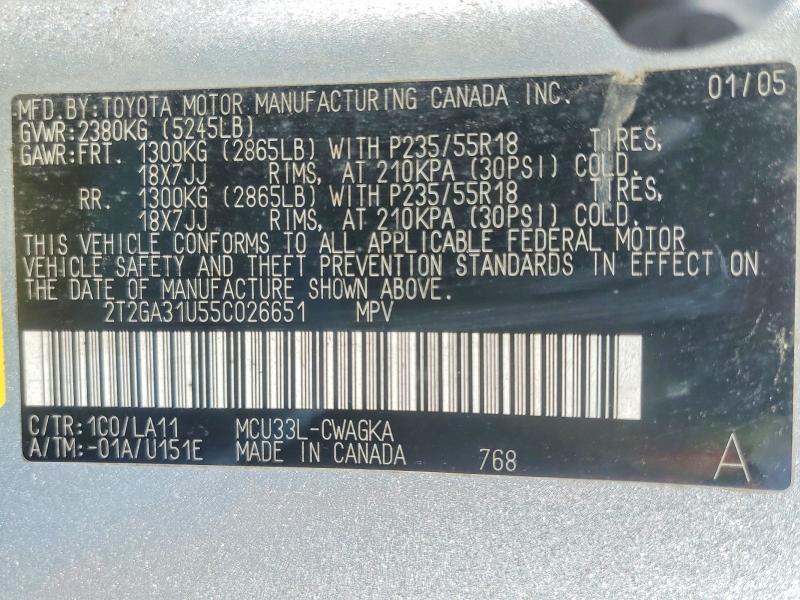 MFD.BY:TOYOTA MOTOR MANUFACTURING CANADA INC. 01/05
GVWR:2380KG (5245LB)
GAWR:FRT. 1300KG (2865LB) WITH P235/55R18 TIRES,
18X7JJ RIMS, AT 210KPA (30PSI) COLD.
RR. 1300KG (2865LB) WITH P235/55R18 TIRES,
18X7JJ RIMS, AT 210KPA (30PSI) COLD.
THIS VEHICLE CONFORMS TO ALL APPLICABLE FEDERAL MOTOR
VEHICLE SAFETY AND THEFT PREVENTION STANDARDS IN EFFECT ON
THE DATE OF MANUFACTURE SHOWN ABOVE.
2T2GA31U55C026651 MPV
C/TR:1C0/LA11 MCU33L-CWAGKA
A/TM:-01A/U151E MADE IN CANADA 768 A